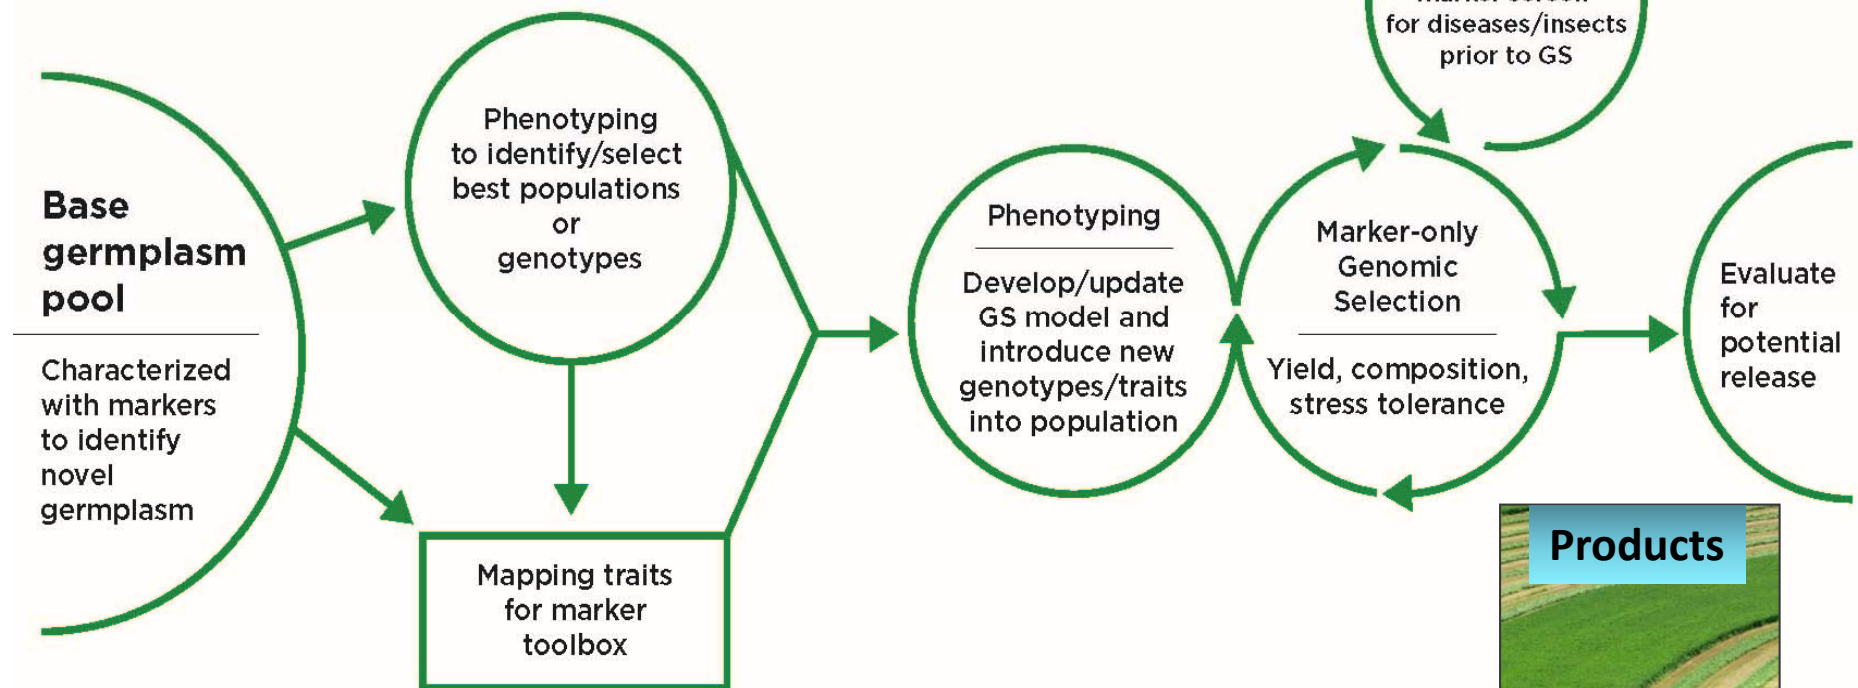 for diseases/insects
prior to GS
Phenotyping
to identify/select
best populations
or
genotypes
Base
germplasm
pool
Characterized
with markers
to identify
novel
germplasm
Mapping traits
for marker
toolbox
Phenotyping
Develop/update
GS model and
introduce new
genotypes/traits
into population
Marker-only
Genomic
Selection
Yield, composition,
stress tolerance
Evaluate
for
potential
release
Products